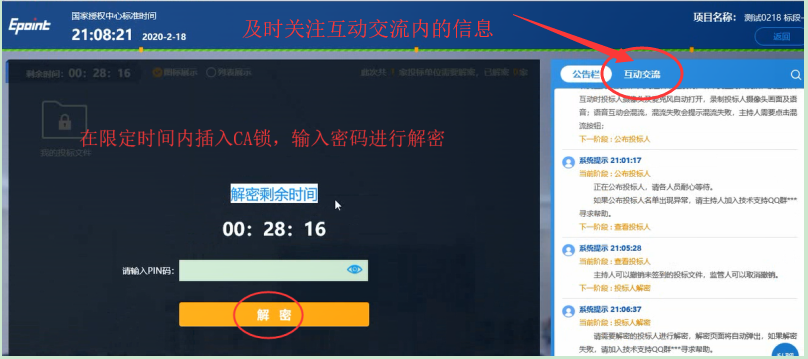 Epoint
国家授权中心标准时间
21:08:21 2020-2-18
及时关注互动交流内的信息
项目名称: 测试0218 标段-
返回
剩余时间: 00: 28: 16
图标展示 列表展示
我的投标文件
在限定时间内插入CA锁，输入密码进行解密
解密剩余时间
00: 28: 16
请输入PIN码:
解 密
公告栏 互动交流
互动时投标人摄像头及麦克风自动打开，录制投标人摄像头画面及语
音; 语音互动会混流，混流失败会提示混流失败，主持人需要点击混
流按钮;
下一阶段 : 公布投标人
系统提示 21:01:17
当前阶段 : 公布投标人
正在公布投标人，请各人员耐心等待。
如果公布投标人名单出现异常，请主持人加入技术支持QQ群***
寻求帮助。
下一阶段 : 查看投标人
系统提示 21:05:28
当前阶段 : 查看投标人
主持人可以撤销未签到的投标文件，监管人可以取消撤销。
下一阶段 : 投标人解密
系统提示 21:06:37
当前阶段 : 投标人解密
请需要解密的投标人进行解密，解密页面将自动弹出，如果解密
失败，请加入技术支持QQ群***寻求帮助。